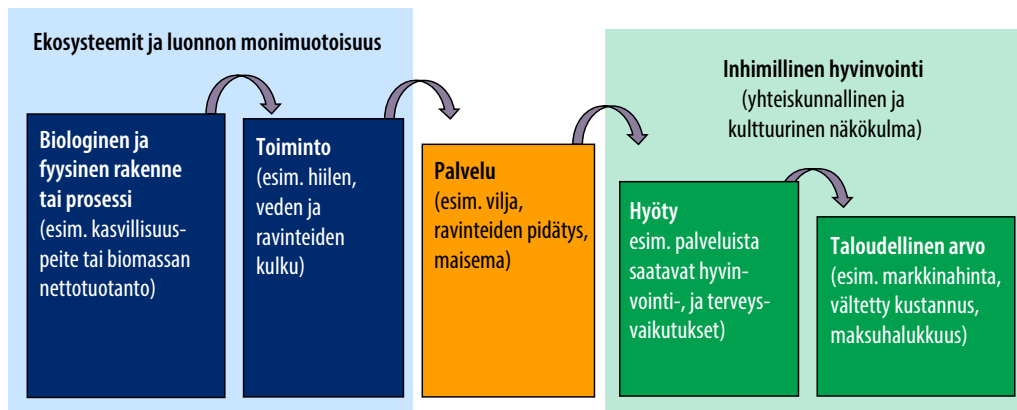 Ekosysteemit ja luonnon monimuotoisuus
Biologinen ja
fyysinen rakenne
tai prosessi
(esim. kasvillisuus-
peite tai biomassan
nettotuotanto)
Toiminto
(esim. hiilen,
veden ja
ravinteiden
kulku)
Palvelu
(esim. vilja,
ravinteiden pidätys,
maisema)
Inhimillinen hyvinvointi
(yhteiskunnallinen ja
kulttuurinen näkökulma)
Hyöty
esim. palveluista
saatavat hyvin-
vointi-, ja terveys-
vaikutukset)
Taloudellinen arvo
(esim. markkinahinta,
vältetty kustannus,
maksuhalukkuus)